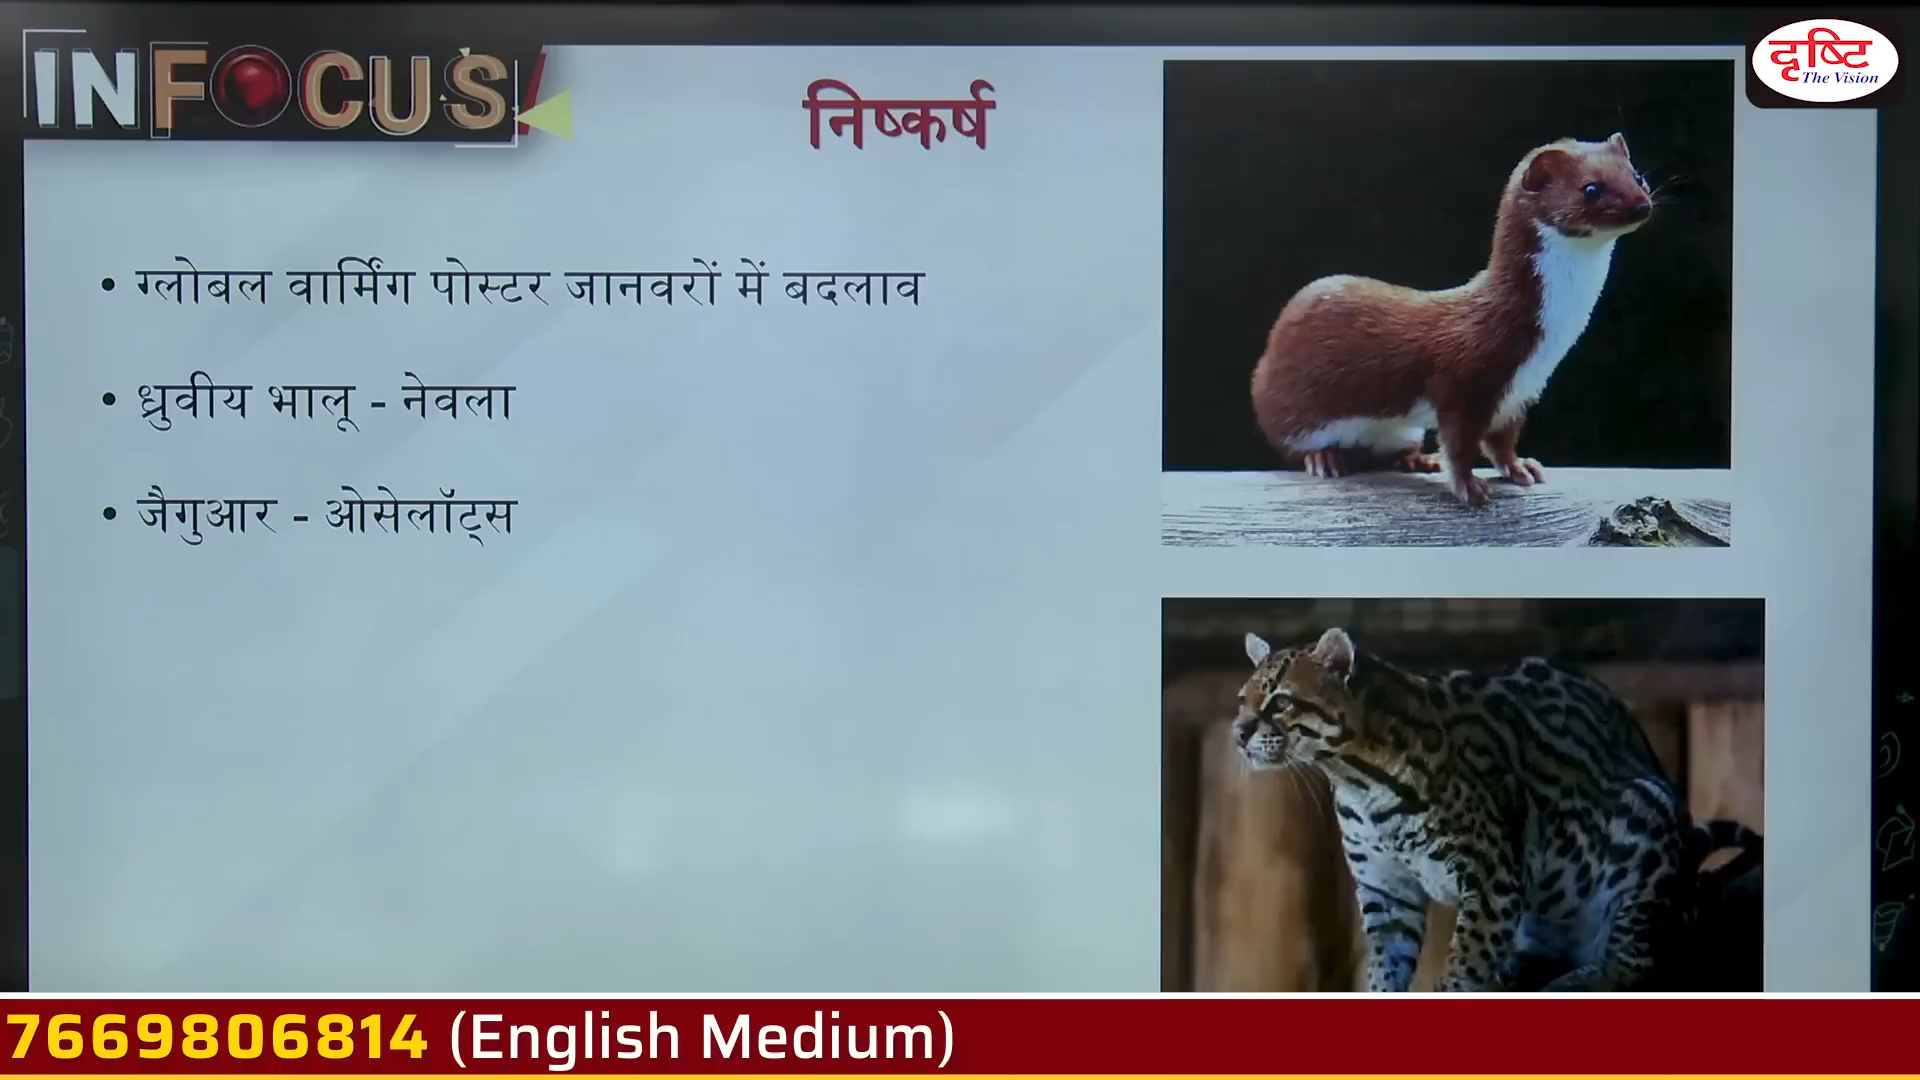 INFOCUS
दृष्टि
The Vision
निष्कर्ष
• ग्लोबल वार्मिंग पोस्टर जानवरों में बदलाव
• ध्रुवीय भालू - नेवला
• जैगुआर - ओसेलॉट्स
7669806814 (English Medium)